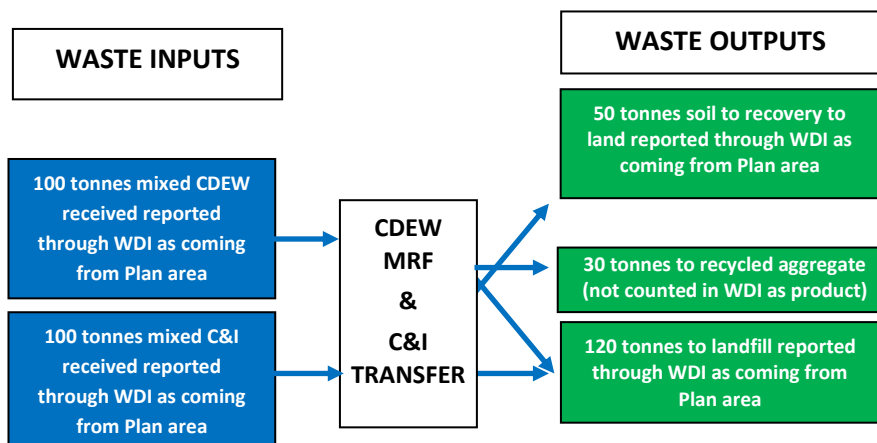 WASTE INPUTS
WASTE OUTPUTS
100 tonnes mixed CDEW
received reported
through WDI as coming
from Plan area
100 tonnes mixed C&I
received reported
through WDI as coming
from Plan area
CDEW
MRF
&
C&I
TRANSFER
50 tonnes soil to recovery to
land reported through WDI as
coming from Plan area
30 tonnes to recycled aggregate
(not counted in WDI as product)
120 tonnes to landfill reported
through WDI as coming from
Plan area